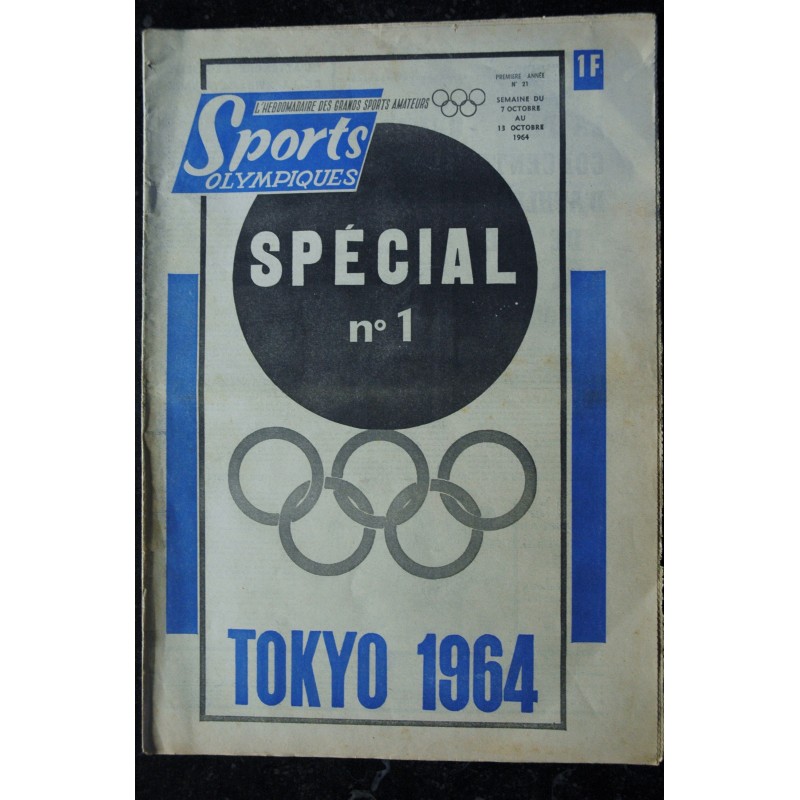 1F
PREMIÈRE ANNÉE
N° 21
SEMAINE DU
7 OCTOBRE
AU
13 OCTOBRE
1964
L'HEBDOMADAIRE DES GRANDS SPORTS AMATEURS
Sports
OLYMPIQUES
SPÉCIAL
n° 1
TOKYO 1964